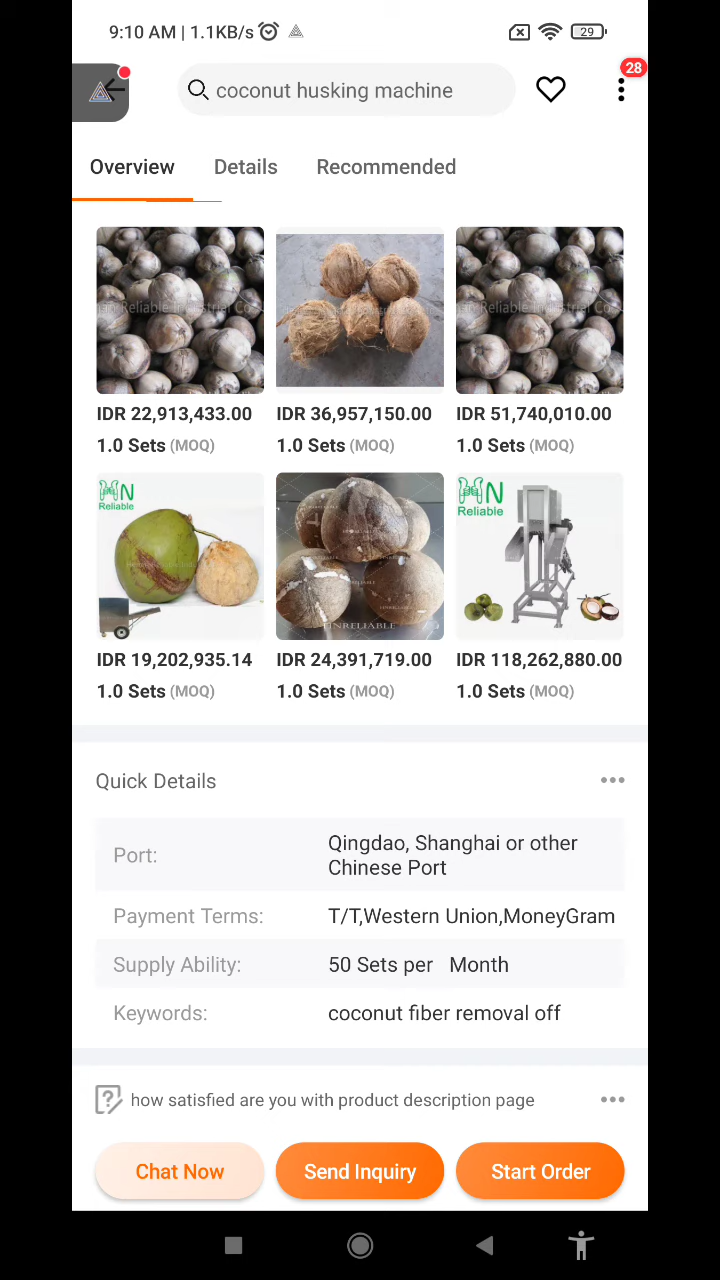 9:10 AM | 1.1KB/s
29
coconut husking machine
28
Overview Details Recommended
IDR 22,913,433.00 IDR 36,957,150.00 IDR 51,740,010.00
1.0 Sets (MOQ) 1.0 Sets (MOQ) 1.0 Sets (MOQ)
HN
Reliable
FINRELIABLE
HN
Reliable
IDR 19,202,935.14 IDR 24,391,719.00 IDR 118,262,880.00
1.0 Sets (MOQ) 1.0 Sets (MOQ) 1.0 Sets (MOQ)
Quick Details
Port: Qingdao, Shanghai or other
Chinese Port
Payment Terms: T/T,Western Union,MoneyGram
Supply Ability: 50 Sets per Month
Keywords: coconut fiber removal off
how satisfied are you with product description page
Chat Now Send Inquiry Start Order